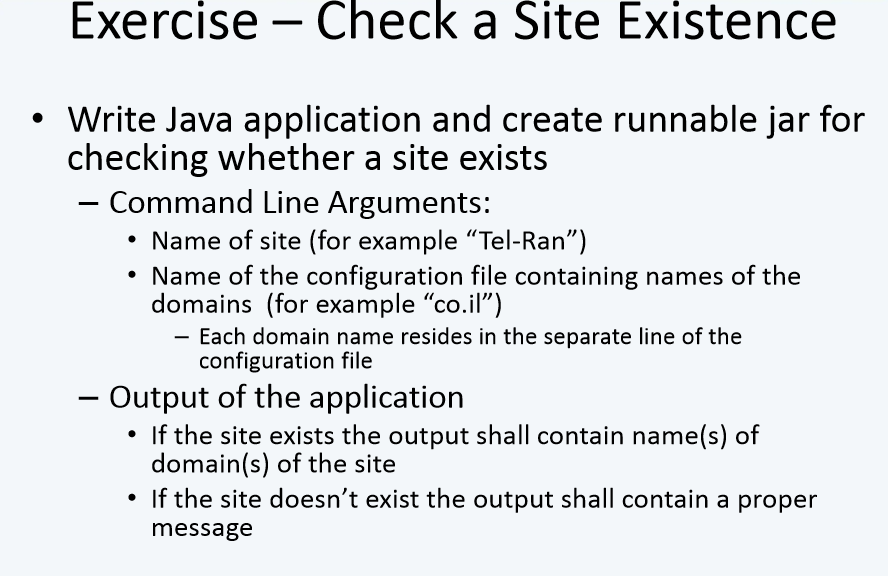 Exercise – Check a Site Existence
• Write Java application and create runnable jar for
checking whether a site exists
– Command Line Arguments:
• Name of site (for example “Tel-Ran”)
• Name of the configuration file containing names of the
domains  (for example “co.il”)
– Each domain name resides in the separate line of the
configuration file
– Output of the application
• If the site exists the output shall contain name(s) of
domain(s) of the site
• If the site doesn’t exist the output shall contain a proper
message